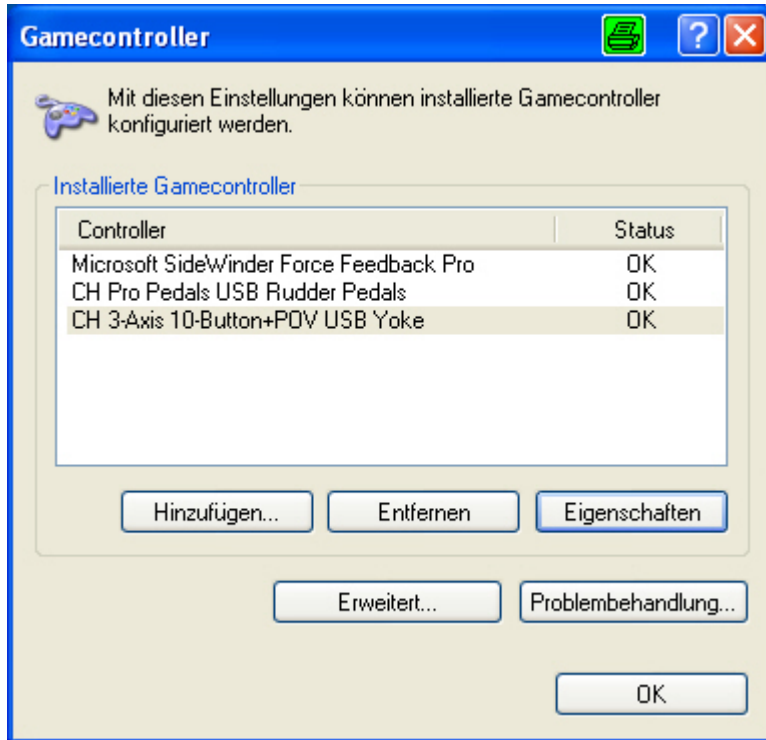 Gamecontroller
Mit diesen Einstellungen können installierte Gamecontroller
konfiguriert werden.
Installierte Gamecontroller
Controller Status
Microsoft SideWinder Force Feedback Pro OK
CH Pro Pedals USB Rudder Pedals OK
CH 3-Axis 10-Button+POV USB Yoke OK
Hinzufügen... Entfernen Eigenschaften
Erweitert... Problembehandlung...
OK